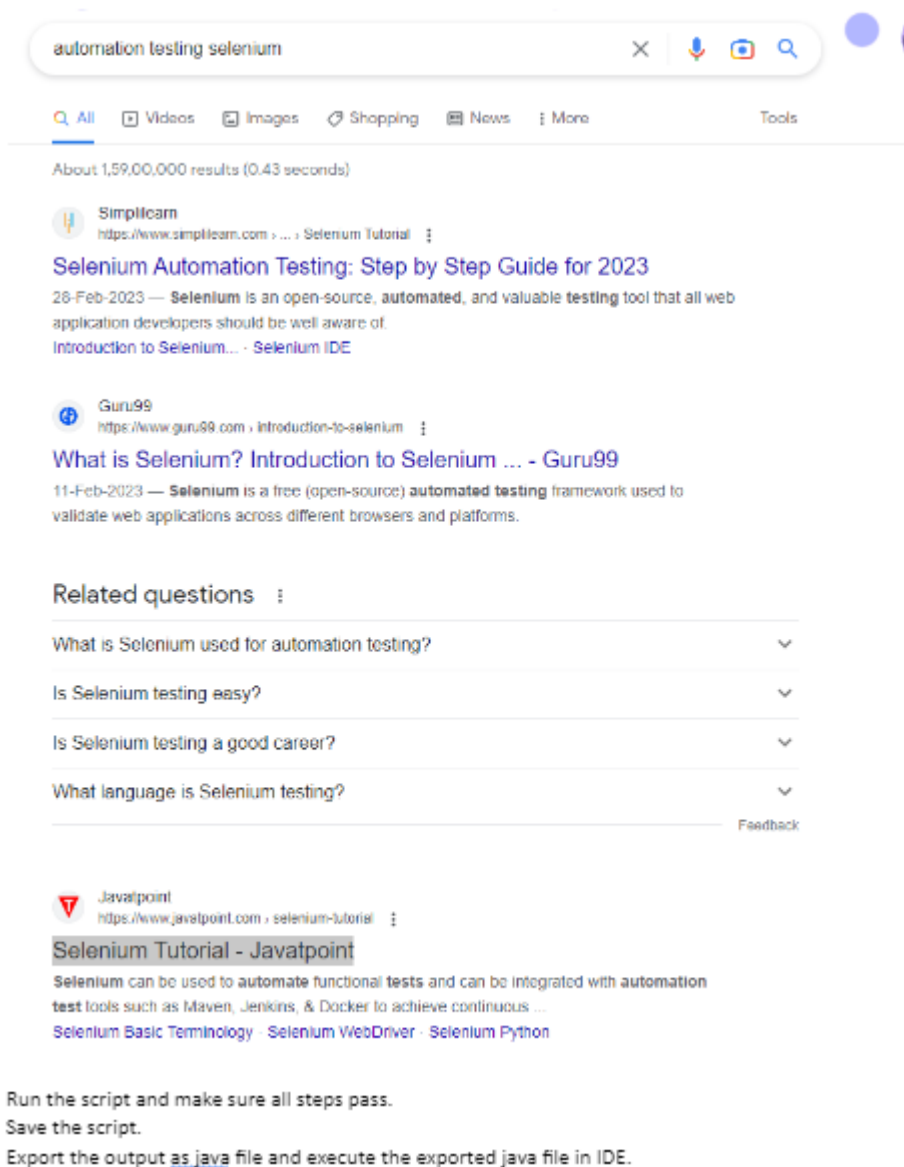 automation testing selenium
All Videos Images Shopping News More Tools
About 1,59,00,000 results (0.43 seconds)
Simplilearn
https://www.simplilearn.com › ... › Selenium Tutorial
Selenium Automation Testing: Step by Step Guide for 2023
28-Feb-2023 — Selenium is an open-source, automated, and valuable testing tool that all web
application developers should be well aware of.
Introduction to Selenium... · Selenium IDE
Guru99
https://www.guru99.com › introduction-to-selenium
What is Selenium? Introduction to Selenium ... - Guru99
11-Feb-2023 — Selenium is a free (open-source) automated testing framework used to
validate web applications across different browsers and platforms.
Related questions
What is Selenium used for automation testing?
Is Selenium testing easy?
Is Selenium testing a good career?
What language is Selenium testing?
Feedback
Javatpoint
https://www.javatpoint.com › selenium-tutorial
Selenium Tutorial - Javatpoint
Selenium can be used to automate functional tests and can be integrated with automation
test tools such as Maven, Jenkins, & Docker to achieve continuous ...
Selenium Basic Terminology · Selenium WebDriver · Selenium Python
Run the script and make sure all steps pass.
Save the script.
Export the output as java file and execute the exported java file in IDE.